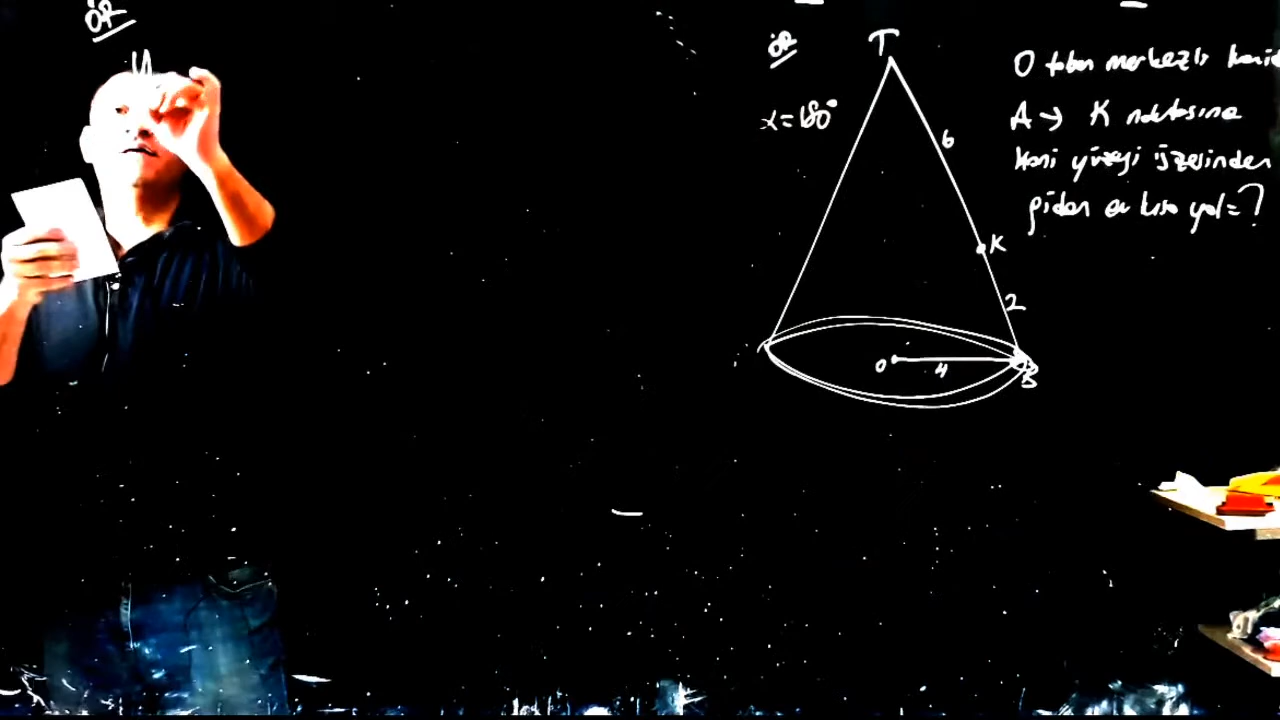 ÖR
ÖR
T
α=180°
6
K
2
O
4
B
O taban merkezli koni
A → K noktasına
koni yüzeyi üzerinden
giden en kısa yol=?